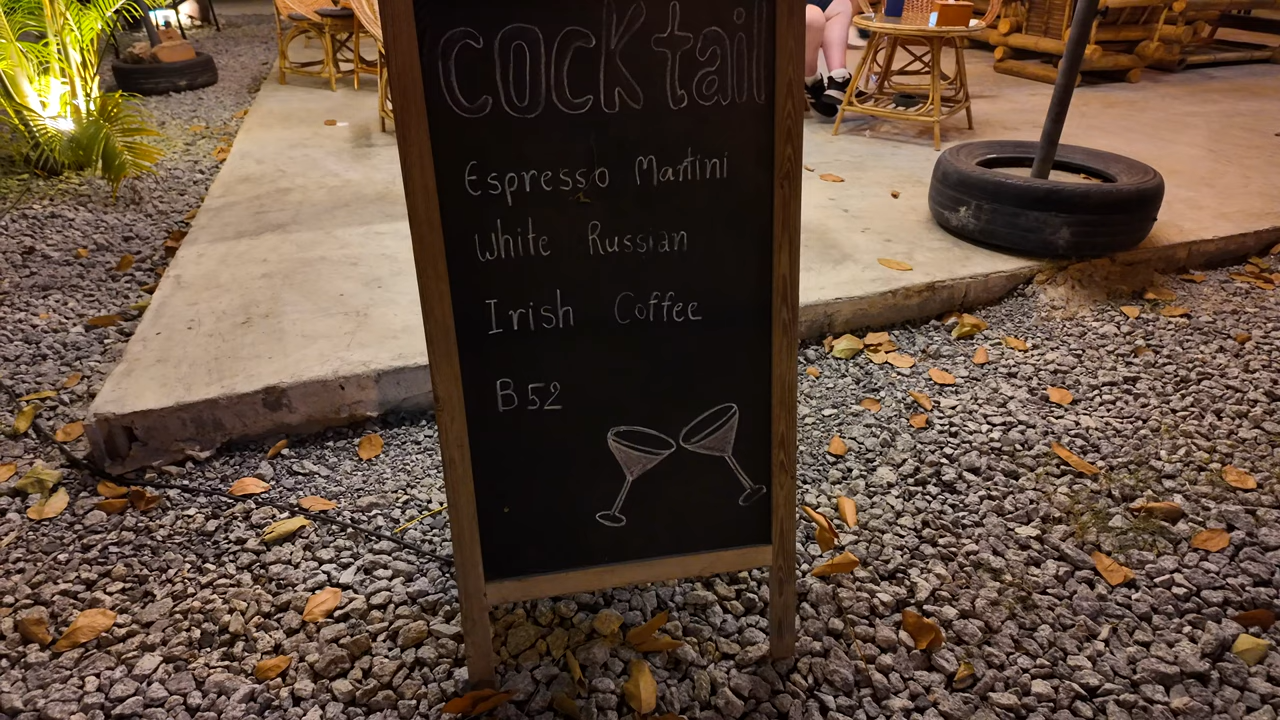 cocktail
Espresso Martini
White Russian
Irish Coffee
B52